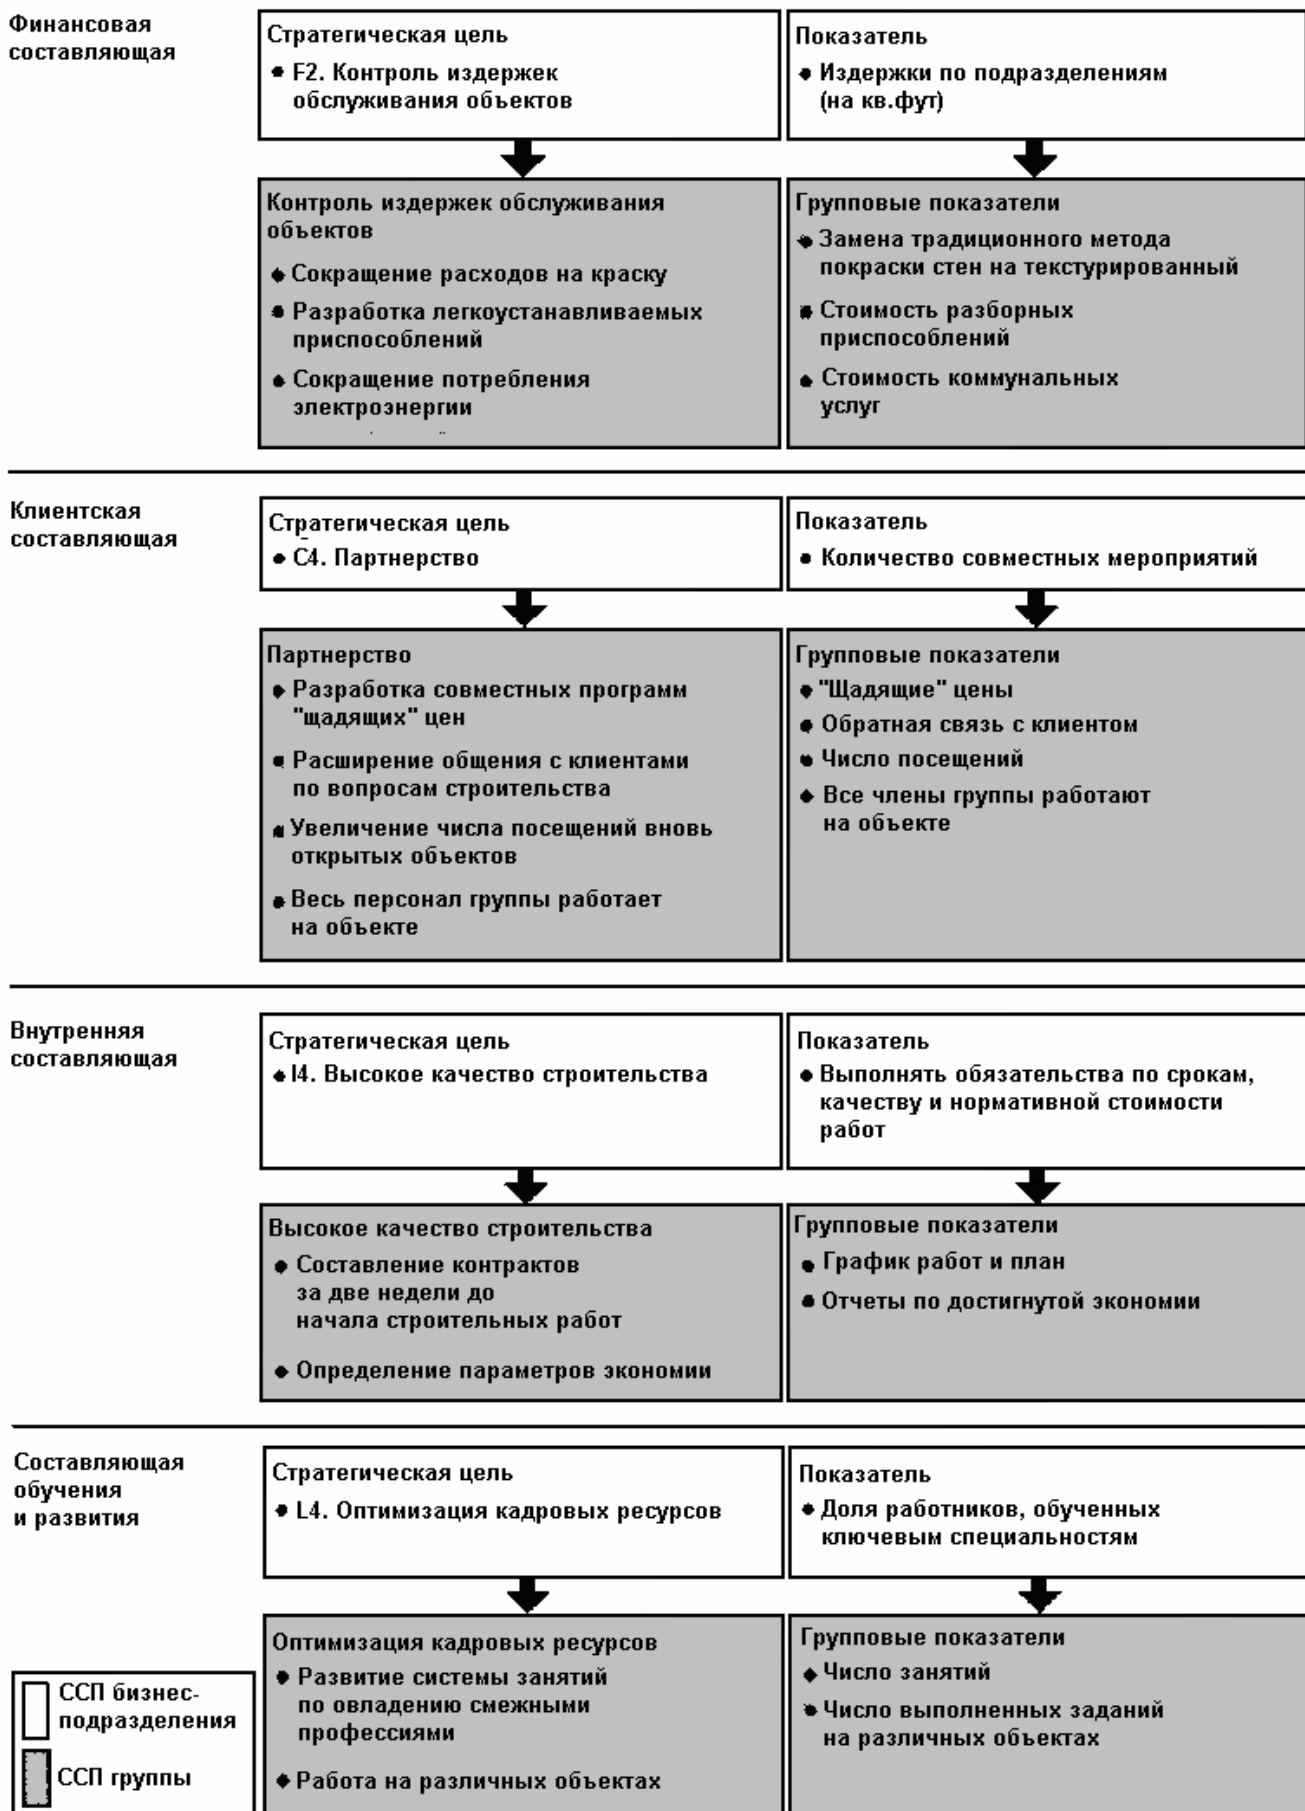 Финансовая
составляющая
Стратегическая цель
• F2. Контроль издержек
обслуживания объектов
Показатель
• Издержки по подразделениям
(на кв.фут)
Контроль издержек обслуживания
объектов
• Сокращение расходов на краску
• Разработка легкоустанавливаемых
приспособлений
• Сокращение потребления
электроэнергии
Групповые показатели
• Замена традиционного метода
покраски стен на текстурированный
• Стоимость разборных
приспособлений
• Стоимость коммунальных
услуг
Клиентская
составляющая
Стратегическая цель
• C4. Партнерство
Показатель
• Количество совместных мероприятий
Партнерство
• Разработка совместных программ
"щадящих" цен
• Расширение общения с клиентами
по вопросам строительства
• Увеличение числа посещений вновь
открытых объектов
• Весь персонал группы работает
на объекте
Групповые показатели
• "Щадящие" цены
• Обратная связь с клиентом
• Число посещений
• Все члены группы работают
на объекте
Внутренняя
составляющая
Стратегическая цель
• I4. Высокое качество строительства
Показатель
• Выполнять обязательства по срокам,
качеству и нормативной стоимости
работ
Высокое качество строительства
• Составление контрактов
за две недели до
начала строительных работ
• Определение параметров экономии
Групповые показатели
• График работ и план
• Отчеты по достигнутой экономии
Составляющая
обучения
и развития
Стратегическая цель
• L4. Оптимизация кадровых ресурсов
Показатель
• Доля работников, обученных
ключевым специальностям
Оптимизация кадровых ресурсов
• Развитие системы занятий
по овладению смежными
профессиями
• Работа на различных объектах
Групповые показатели
• Число занятий
• Число выполненных заданий
на различных объектах
ССП бизнес-
подразделения
ССП группы